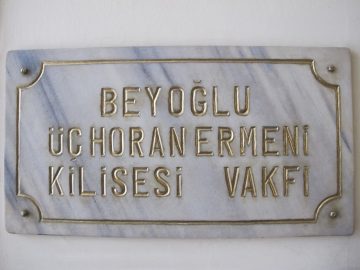 BEYOĞLU
ÜÇHORAN ERMENİ
KİLİSESİ VAKFI